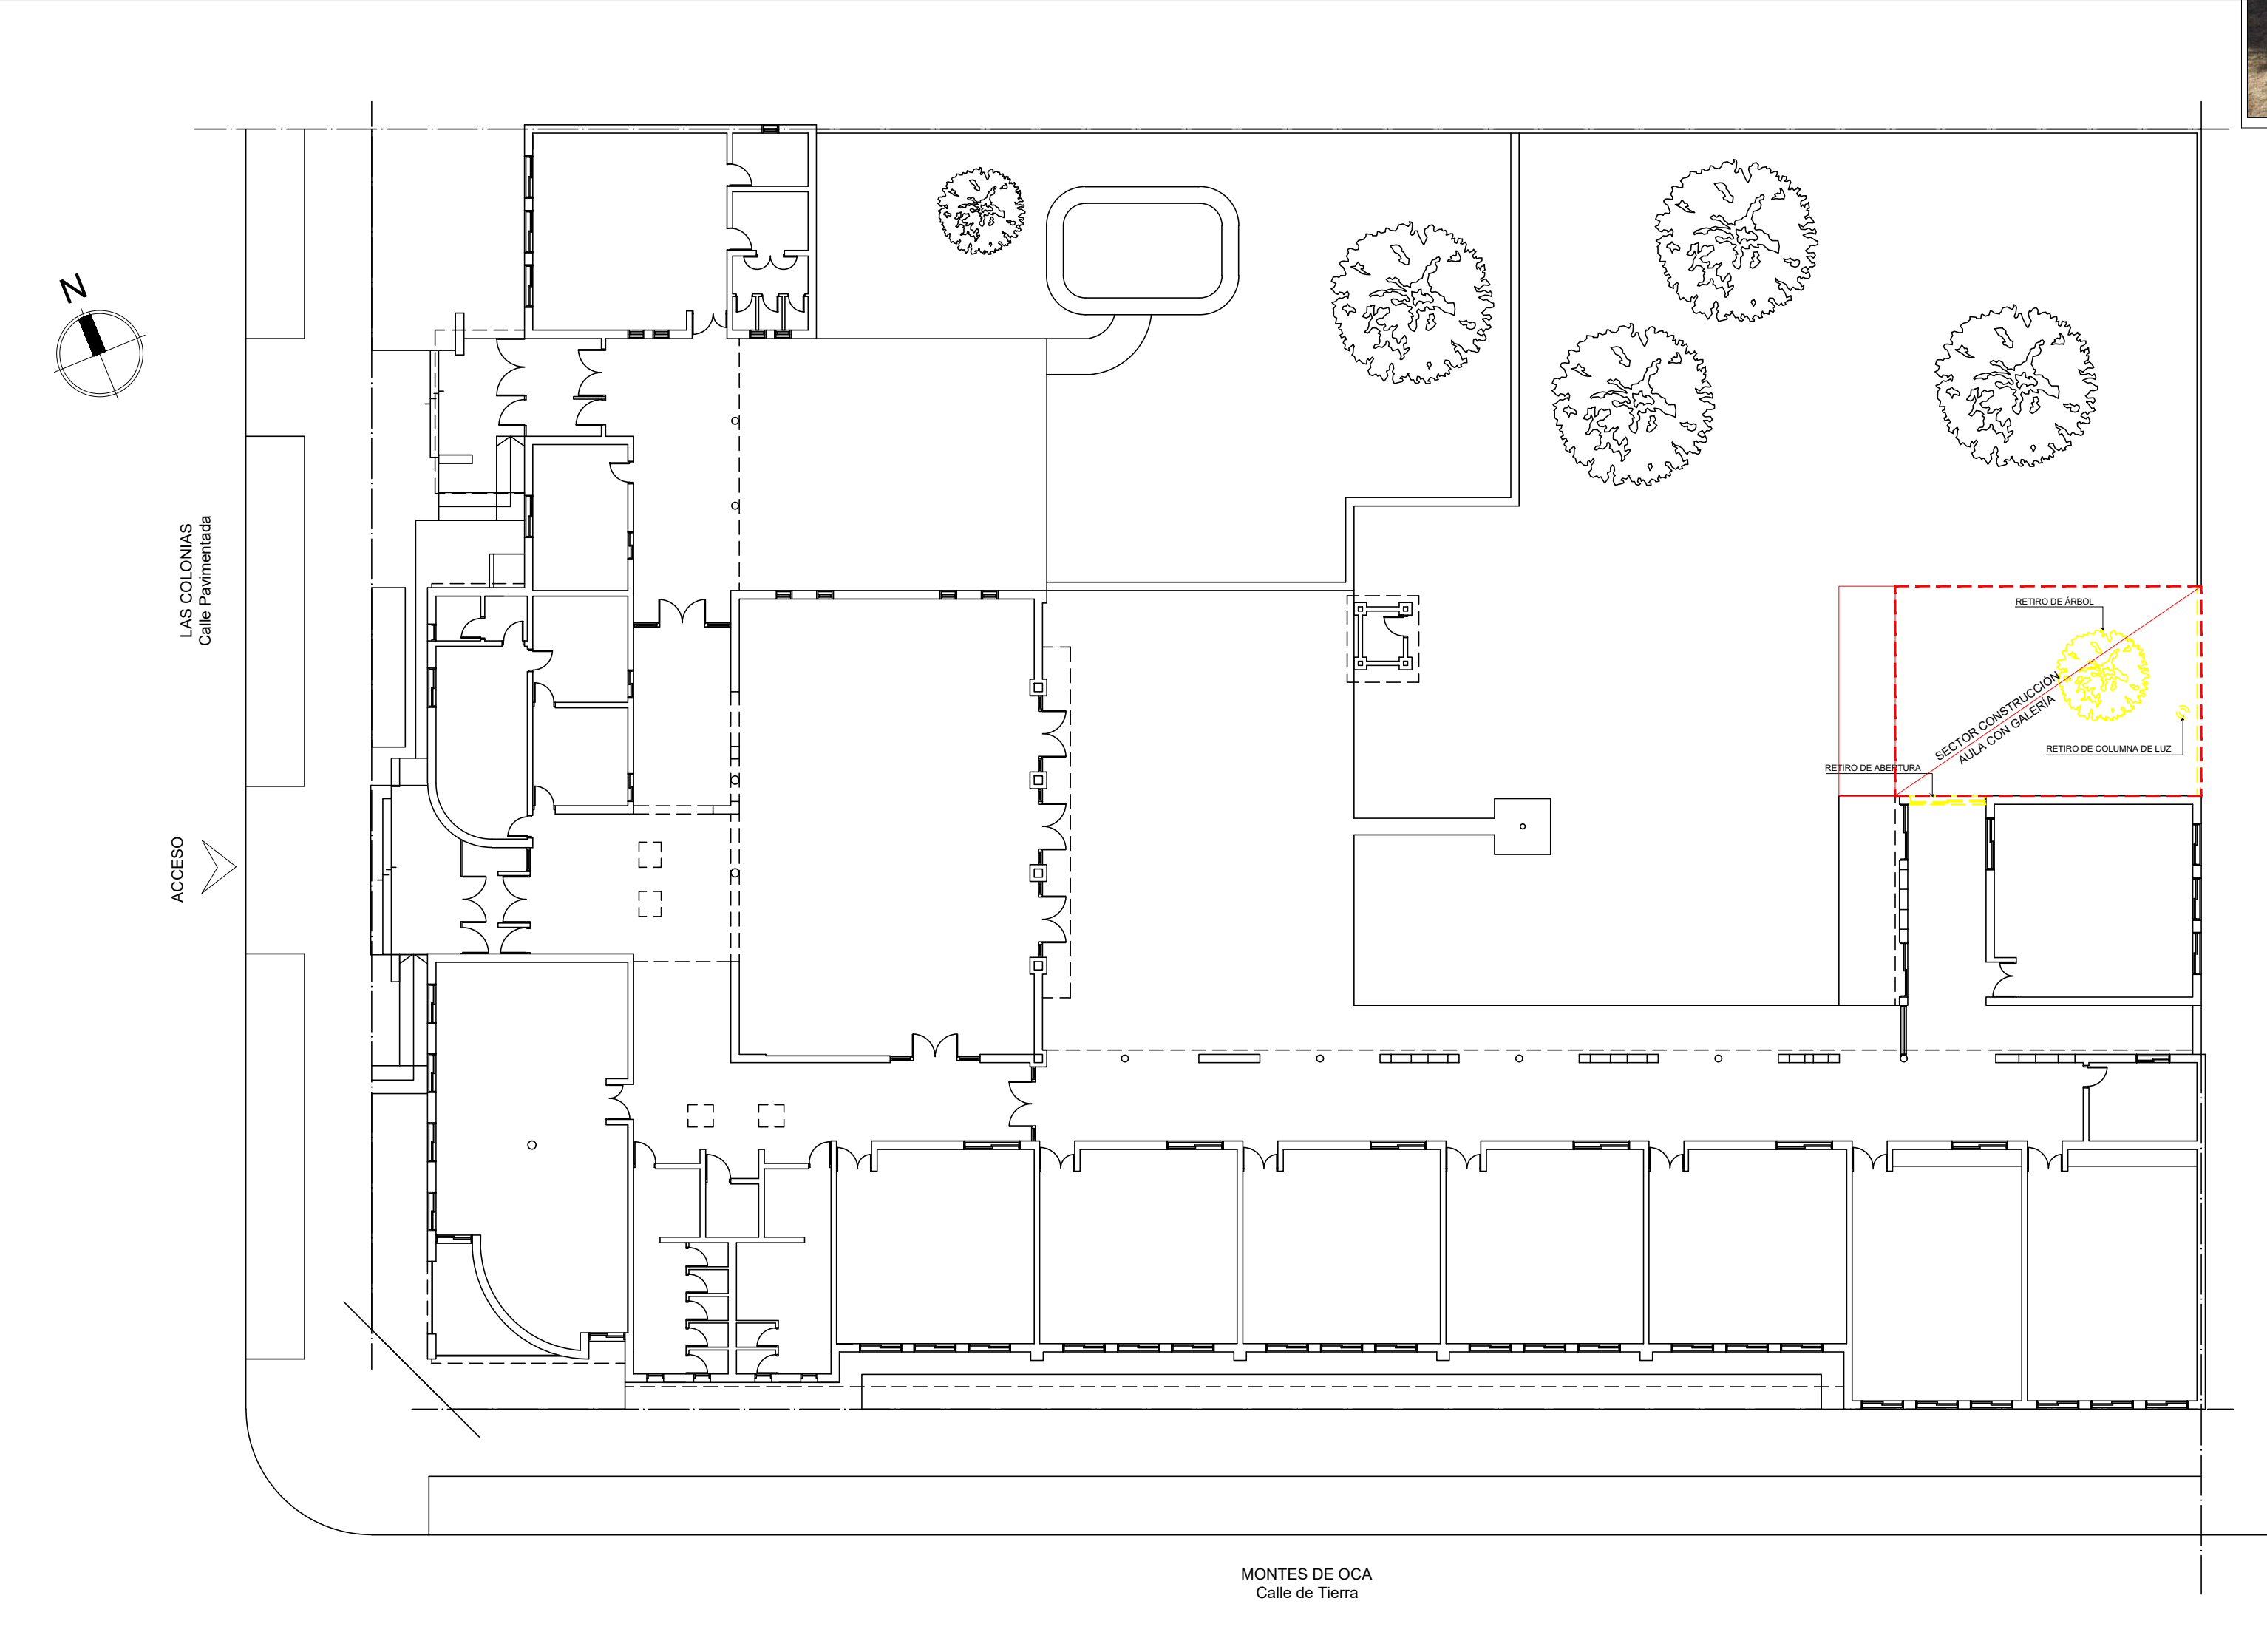 N
LAS COLONIAS
Calle Pavimentada
RETIRO DE ÁRBOL
SECTOR CONSTRUCCIÓN
AULA CON GALERÍA
RETIRO DE COLUMNA DE LUZ
RETIRO DE ABERTURA
ACCESO
MONTES DE OCA
Calle de Tierra